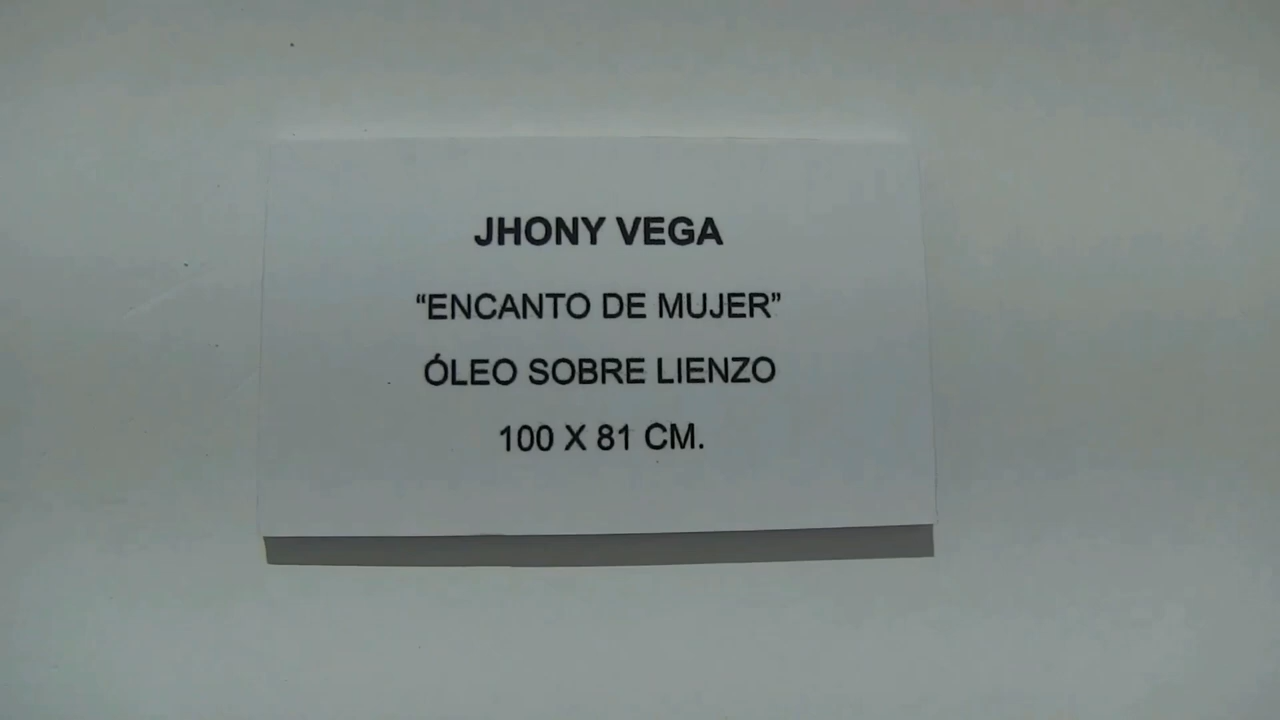 JHONY VEGA
“ENCANTO DE MUJER”
ÓLEO SOBRE LIENZO
100 X 81 CM.